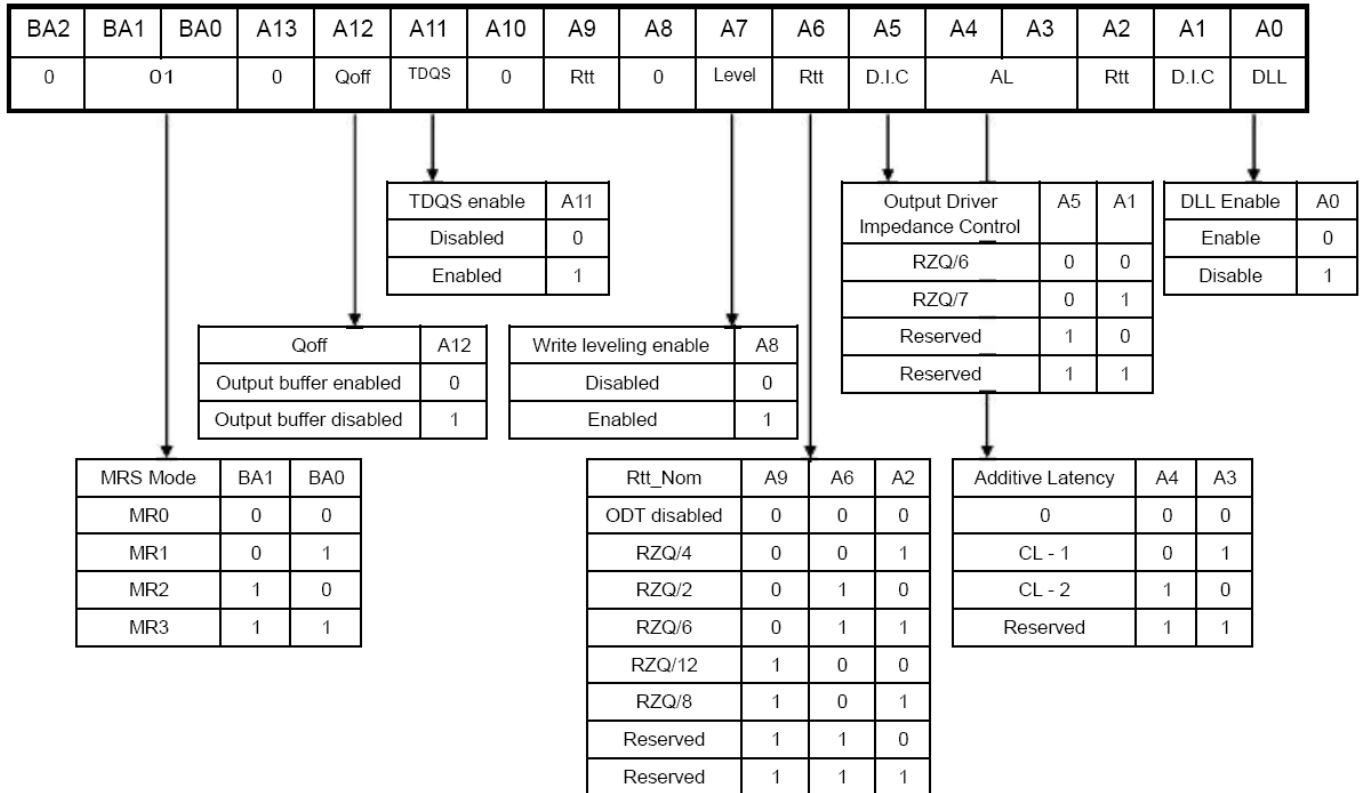 BA2 BA1 BA0 A13 A12 A11 A10 A9 A8 A7 A6 A5 A4 A3 A2 A1 A0
0 01 0 Qoff TDQS 0 Rtt 0 Level Rtt D.I.C AL Rtt D.I.C DLL
TDQS enable A11
Disabled 0
Enabled 1
Output Driver Impedance Control A5 A1
RZQ/6 0 0
RZQ/7 0 1
Reserved 1 0
Reserved 1 1
DLL Enable A0
Enable 0
Disable 1
Qoff A12
Output buffer enabled 0
Output buffer disabled 1
Write leveling enable A8
Disabled 0
Enabled 1
MRS Mode BA1 BA0
MR0 0 0
MR1 0 1
MR2 1 0
MR3 1 1
Rtt_Nom A9 A6 A2
ODT disabled 0 0 0
RZQ/4 0 0 1
RZQ/2 0 1 0
RZQ/6 0 1 1
RZQ/12 1 0 0
RZQ/8 1 0 1
Reserved 1 1 0
Reserved 1 1 1
Additive Latency A4 A3
0 0 0
CL - 1 0 1
CL - 2 1 0
Reserved 1 1